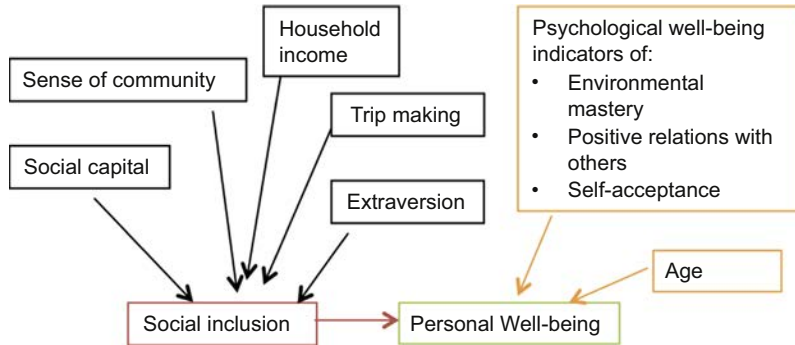 Household
income
Psychological well-being
indicators of:
• Environmental
mastery
• Positive relations with
others
• Self-acceptance
Sense of community
Trip making
Social capital
Extraversion
Age
Social inclusion
Personal Well-being